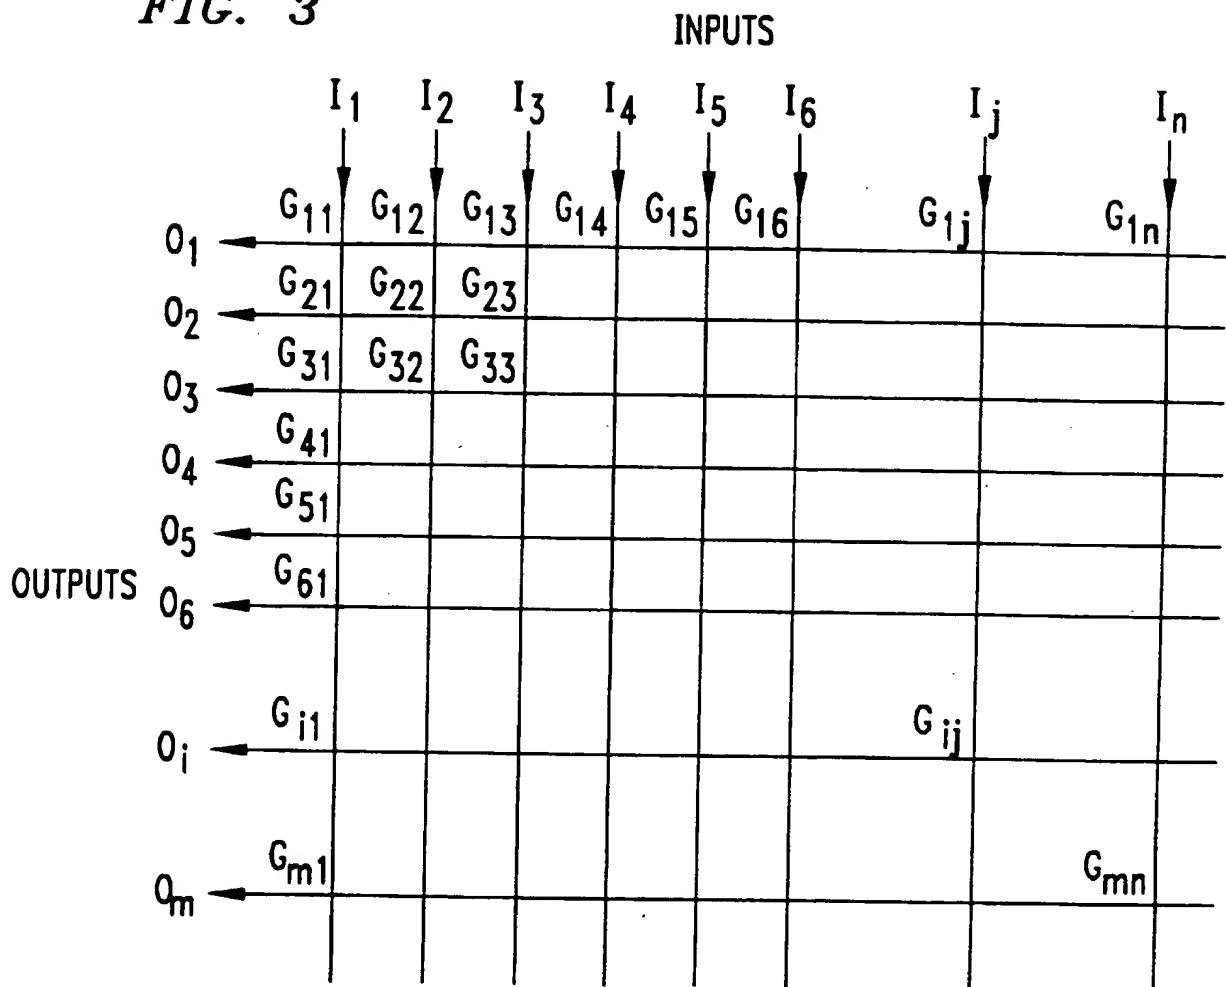 FIG. 3
INPUTS
I1 I2 I3 I4 I5 I6 Ij In
G11 G12 G13 G14 G15 G16 G1j G1n
O1
G21 G22 G23
O2
G31 G32 G33
O3
G41
O4
G51
O5
G61
OUTPUTS O6
Gi1 Gij
Oi
Gm1 Gmn
Om